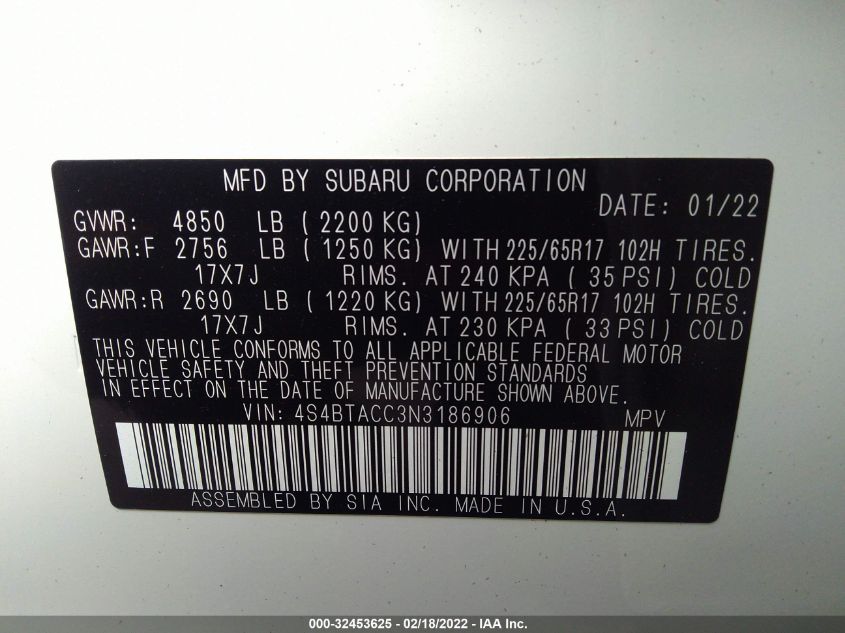 MFD BY SUBARU CORPORATION
DATE: 01/22
GVWR: 4850 LB ( 2200 KG)
GAWR:F 2756 LB ( 1250 KG) WITH 225/65R17 102H TIRES.
17X7J RIMS. AT 240 KPA ( 35 PSI) COLD
GAWR:R 2690 LB ( 1220 KG) WITH 225/65R17 102H TIRES.
17X7J RIMS. AT 230 KPA ( 33 PSI) COLD
THIS VEHICLE CONFORMS TO ALL APPLICABLE FEDERAL MOTOR
VEHICLE SAFETY AND THEFT PREVENTION STANDARDS
IN EFFECT ON THE DATE OF MANUFACTURE SHOWN ABOVE.
VIN: 4S4BTACC3N3186906 MPV
ASSEMBLED BY SIA INC. MADE IN U.S.A.
000-32453625 - 02/18/2022 - IAA Inc.